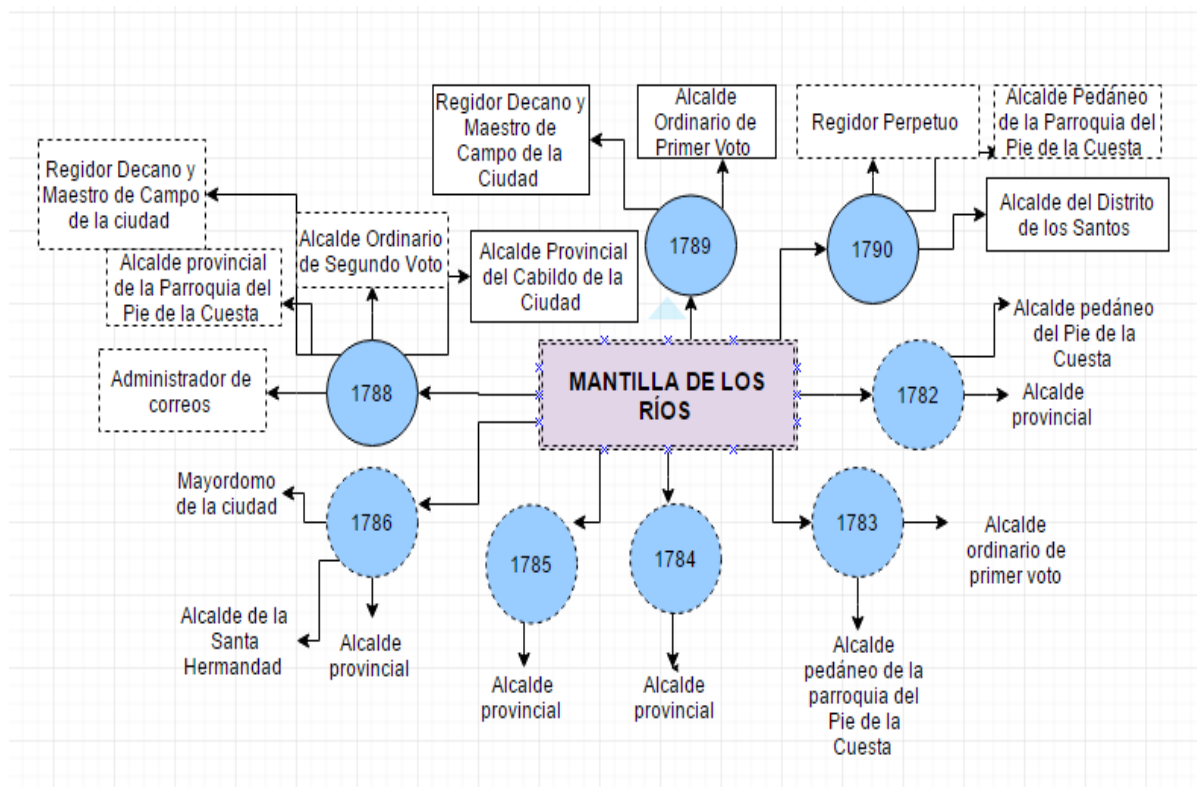 Regidor Decano y
Maestro de
Campo de la
Ciudad
Alcalde
Ordinario de
Primer Voto
Regidor Perpetuo
Alcalde Pedáneo
de la Parroquia del
Pie de la Cuesta
Regidor Decano y
Maestro de Campo
de la ciudad
Alcalde Ordinario
de Segundo Voto
Alcalde Provincial
del Cabildo de la
Ciudad
1789
1790
Alcalde del Distrito
de los Santos
Alcalde provincial
de la Parroquia del
Pie de la Cuesta
Alcalde pedáneo
del Pie de la
Cuesta
Administrador de
correos
1788
MANTILLA DE LOS
RÍOS
1782
Alcalde
provincial
Mayordomo
de la ciudad
1786
1785
1784
1783
Alcalde
ordinario de
primer voto
Alcalde de la
Santa
Hermandad
Alcalde
provincial
Alcalde
provincial
Alcalde
provincial
Alcalde
pedáneo de la
parroquia del
Pie de la
Cuesta